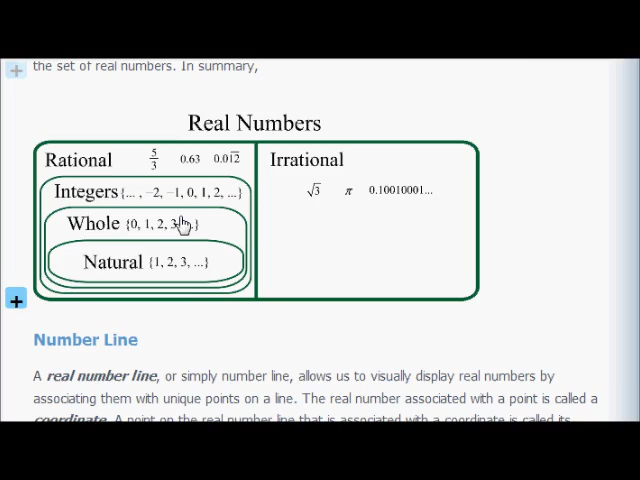 the set of real numbers. In summary,
Real Numbers
Rational 5/3 0.63 0.01̅2̅
Irrational
√3 π 0.10010001...
Integers {... , −2, −1, 0, 1, 2, ...}
Whole {0, 1, 2, 3, ...}
Natural {1, 2, 3, ...}
Number Line
A real number line, or simply number line, allows us to visually display real numbers by
associating them with unique points on a line. The real number associated with a point is called a
coordinate. A point on the real number line that is associated with a coordinate is called its